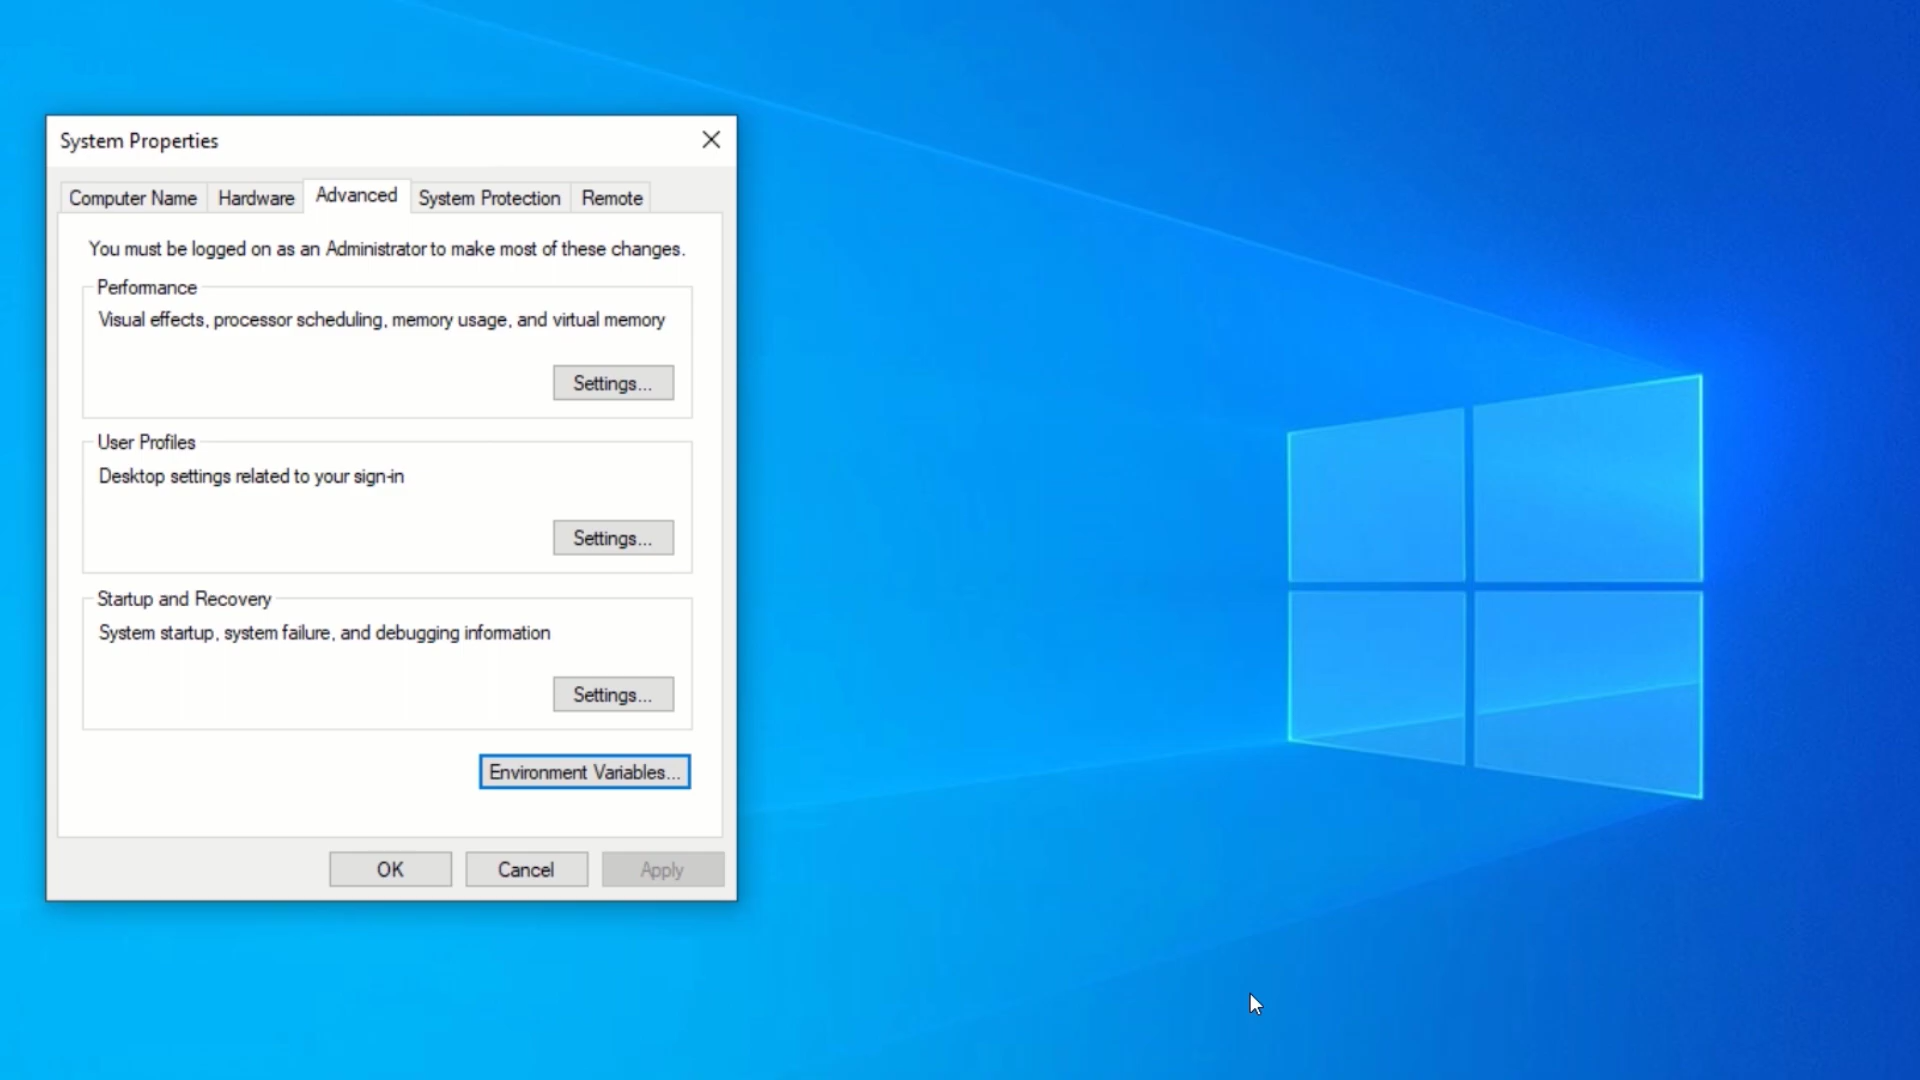 System Properties
Computer Name
Hardware
Advanced
System Protection
Remote
You must be logged on as an Administrator to make most of these changes.
Performance
Visual effects, processor scheduling, memory usage, and virtual memory
Settings...
User Profiles
Desktop settings related to your sign-in
Settings...
Startup and Recovery
System startup, system failure, and debugging information
Settings...
Environment Variables...
OK
Cancel
Apply